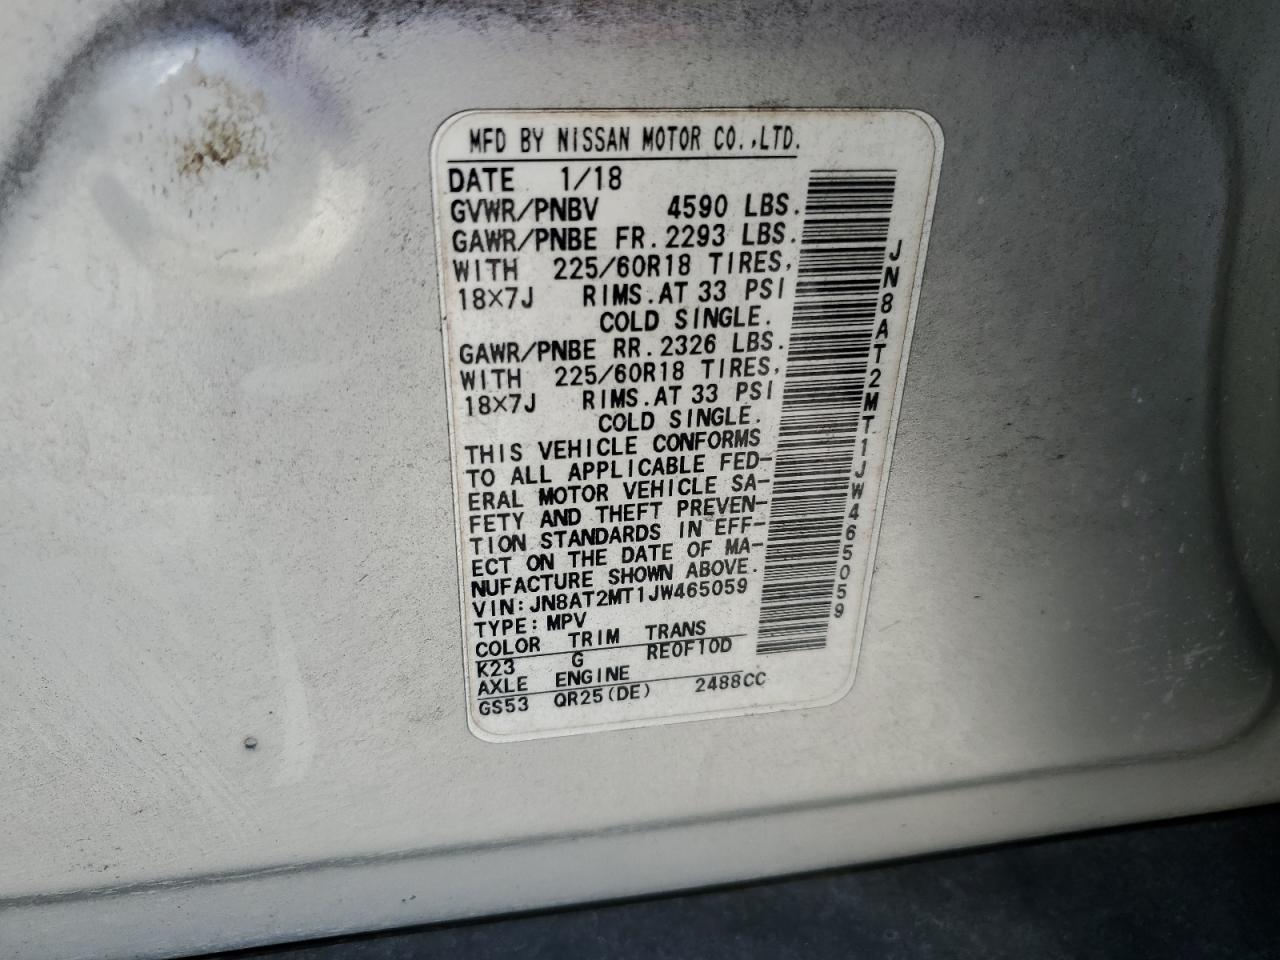 MFD BY NISSAN MOTOR CO.,LTD.
DATE 1/18
GVWR/PNBV 4590 LBS.
GAWR/PNBE FR.2293 LBS.
WITH 225/60R18 TIRES,
18×7J RIMS.AT 33 PSI
COLD SINGLE.
GAWR/PNBE RR.2326 LBS.
WITH 225/60R18 TIRES,
18×7J RIMS.AT 33 PSI
COLD SINGLE.
THIS VEHICLE CONFORMS
TO ALL APPLICABLE FED-
ERAL MOTOR VEHICLE SA-
FETY AND THEFT PREVEN-
TION STANDARDS IN EFF-
ECT ON THE DATE OF MA-
NUFACTURE SHOWN ABOVE.
VIN:JN8AT2MT1JW465059
TYPE:MPV
COLOR TRIM TRANS
K23 G RE0F10D
AXLE ENGINE
GS53 QR25(DE) 2488CC
JN8AT2MT1JW465059